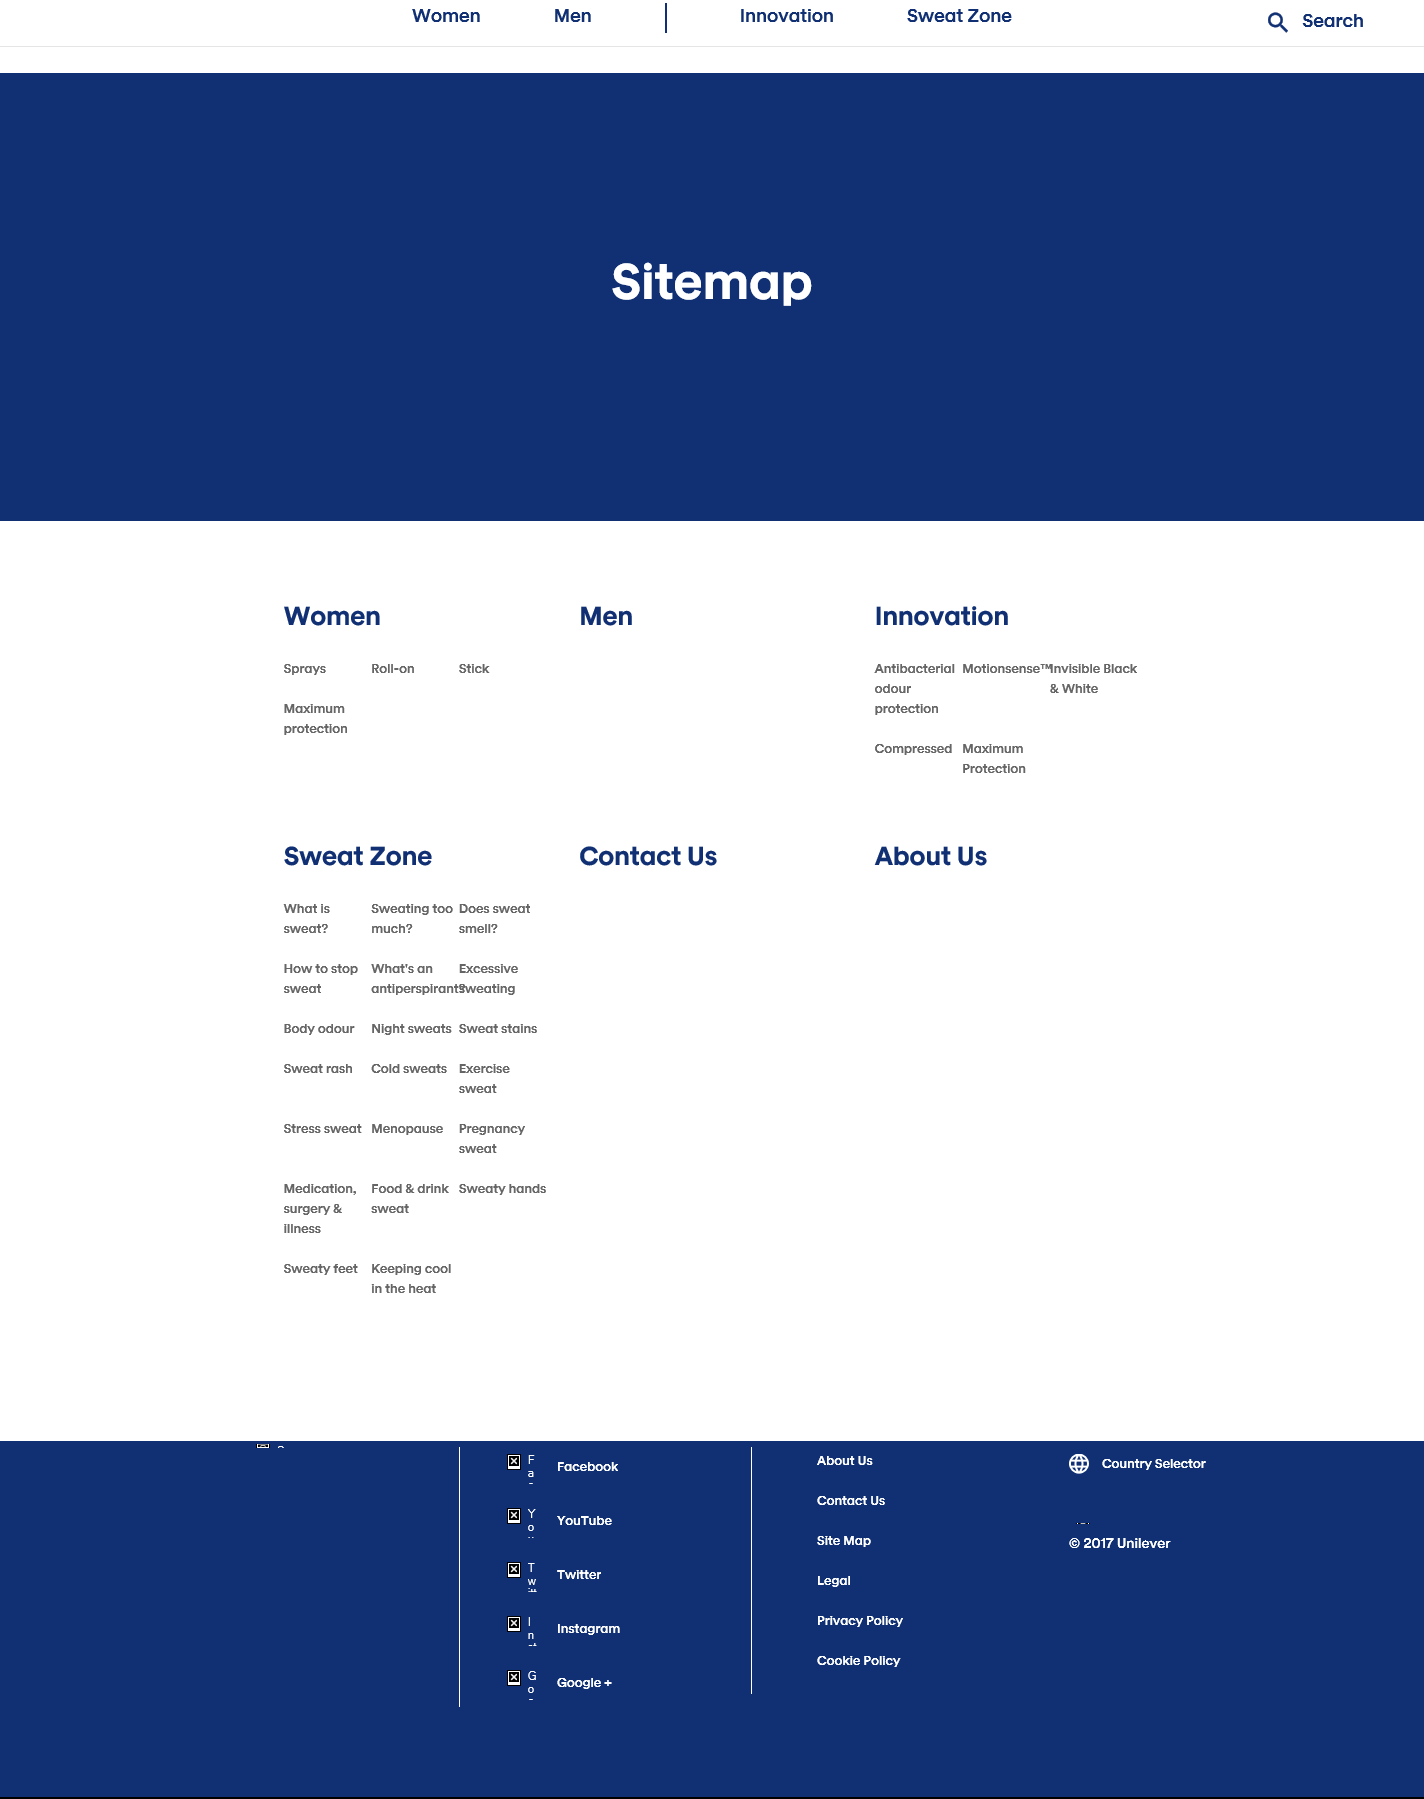 Women Men Innovation Sweat Zone Search
Sitemap
Women
Sprays Roll-on Stick
Maximum
protection
Men
Innovation
Antibacterial Motionsense™ Invisible Black
odour & White
protection
Compressed Maximum
Protection
Sweat Zone
What is Sweating too Does sweat
sweat? much? smell?
How to stop What's an Excessive
sweat antiperspirant? sweating
Body odour Night sweats Sweat stains
Sweat rash Cold sweats Exercise
sweat
Stress sweat Menopause Pregnancy
sweat
Medication, Food & drink Sweaty hands
surgery & sweat
illness
Sweaty feet Keeping cool
in the heat
Contact Us
About Us
Fa
Facebook
Yo
YouTube
Tw
Twitter
In
Instagram
Go
Google +
About Us
Contact Us
Site Map
Legal
Privacy Policy
Cookie Policy
Country Selector
© 2017 Unilever